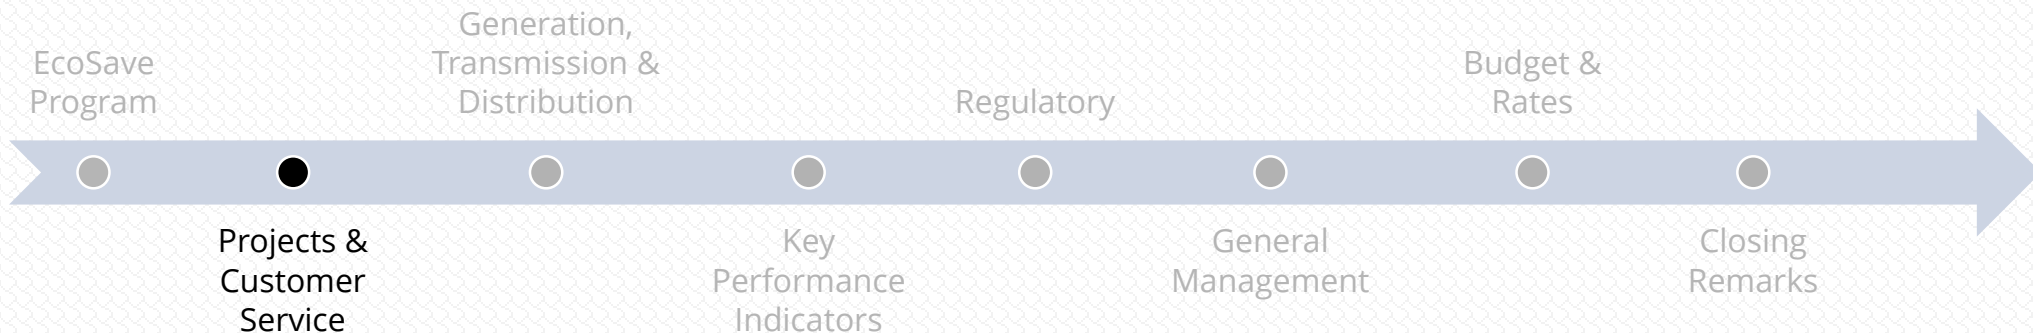 EcoSave
Program
Projects &
Customer
Service
Generation,
Transmission &
Distribution
Key
Performance
Indicators
Regulatory
General
Management
Budget &
Rates
Closing
Remarks